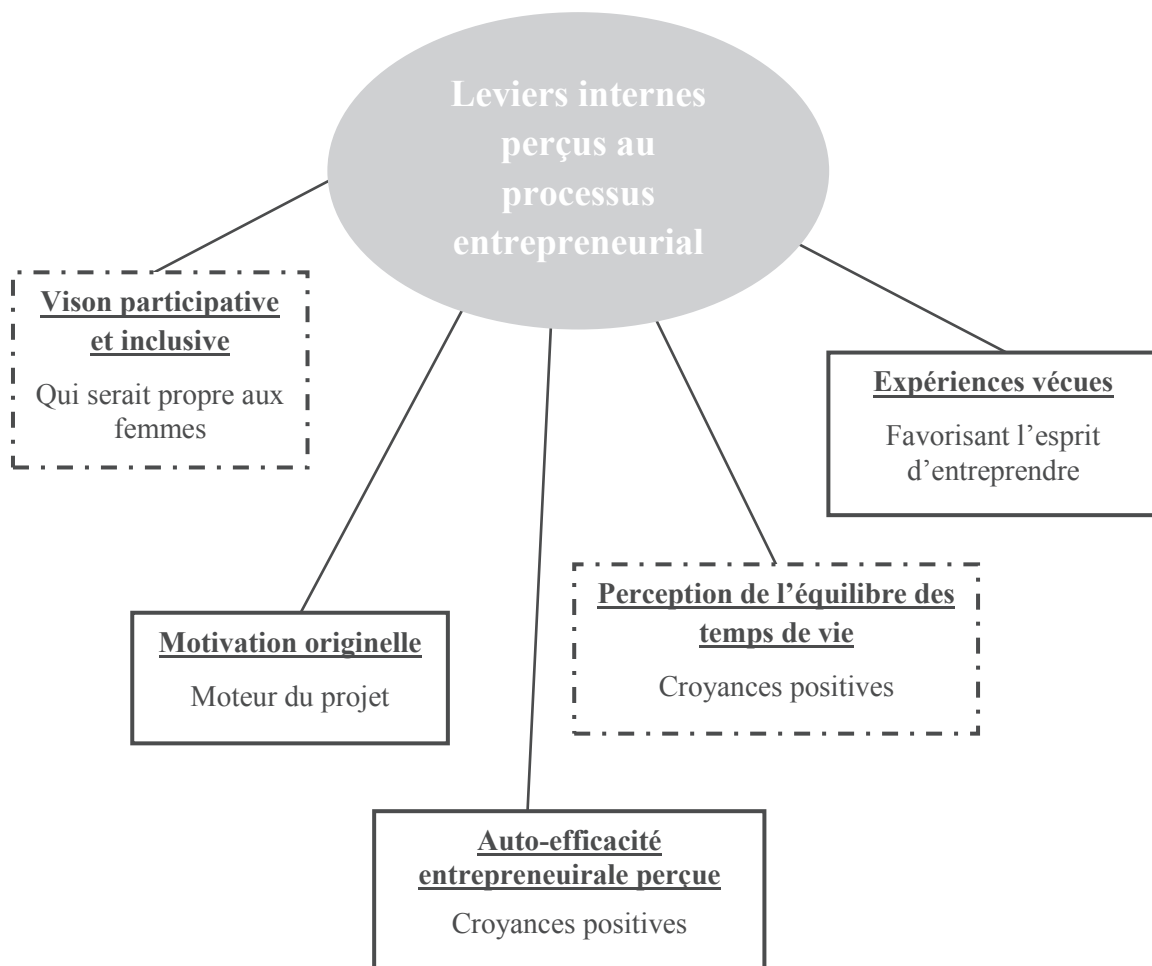 Leviers internes
perçus au
processus
entrepreneurial
Vison participative
et inclusive
Qui serait propre aux
femmes
Expériences vécues
Favorisant l’esprit
d’entreprendre
Motivation originelle
Moteur du projet
Perception de l’équilibre des
temps de vie
Croyances positives
Auto-efficacité
entrepreneuirale perçue
Croyances positives